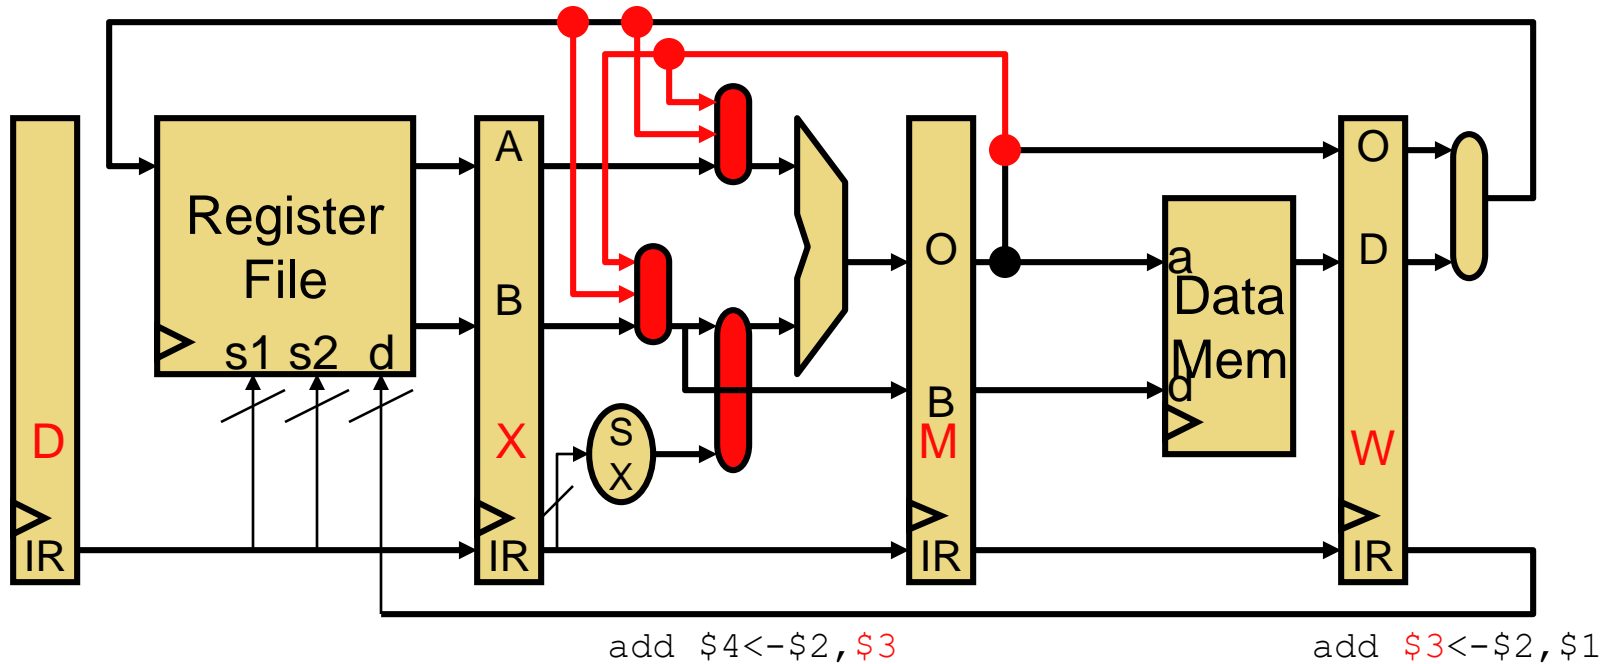 A
O
Register
File
O
D
B
a
Data
Mem
d
s1 s2 d
B
D
X
S
X
M
W
IR
IR
IR
IR
add $4<-$2,$3
add $3<-$2,$1